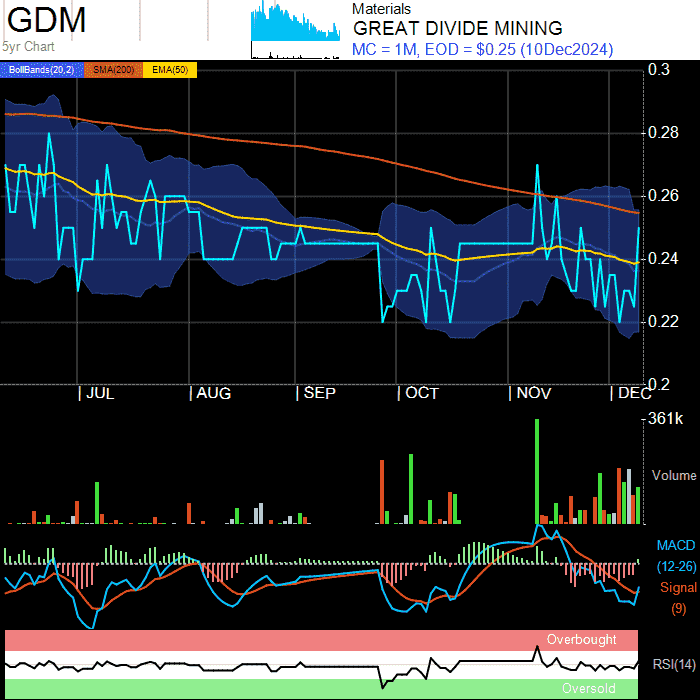 GDM
5yr Chart
Materials
GREAT DIVIDE MINING
MC = 1M, EOD = $0.25 (10Dec2024)
BollBands(20,2) SMA(200) EMA(50)
0.3
0.28
0.26
0.24
0.22
0.2
JUL AUG SEP OCT NOV DEC
361k
Volume
MACD
(12-26)
Signal
(9)
Overbought
RSI(14)
Oversold